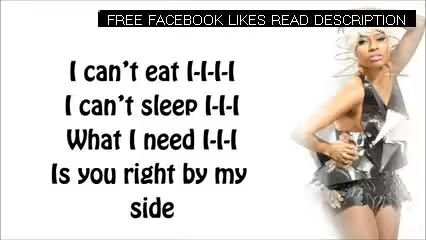 FREE FACEBOOK LIKES READ DESCRIPTION
I can't eat I-I-I-I
I can't sleep I-I-I
What I need I-I-I
Is you right by my
side